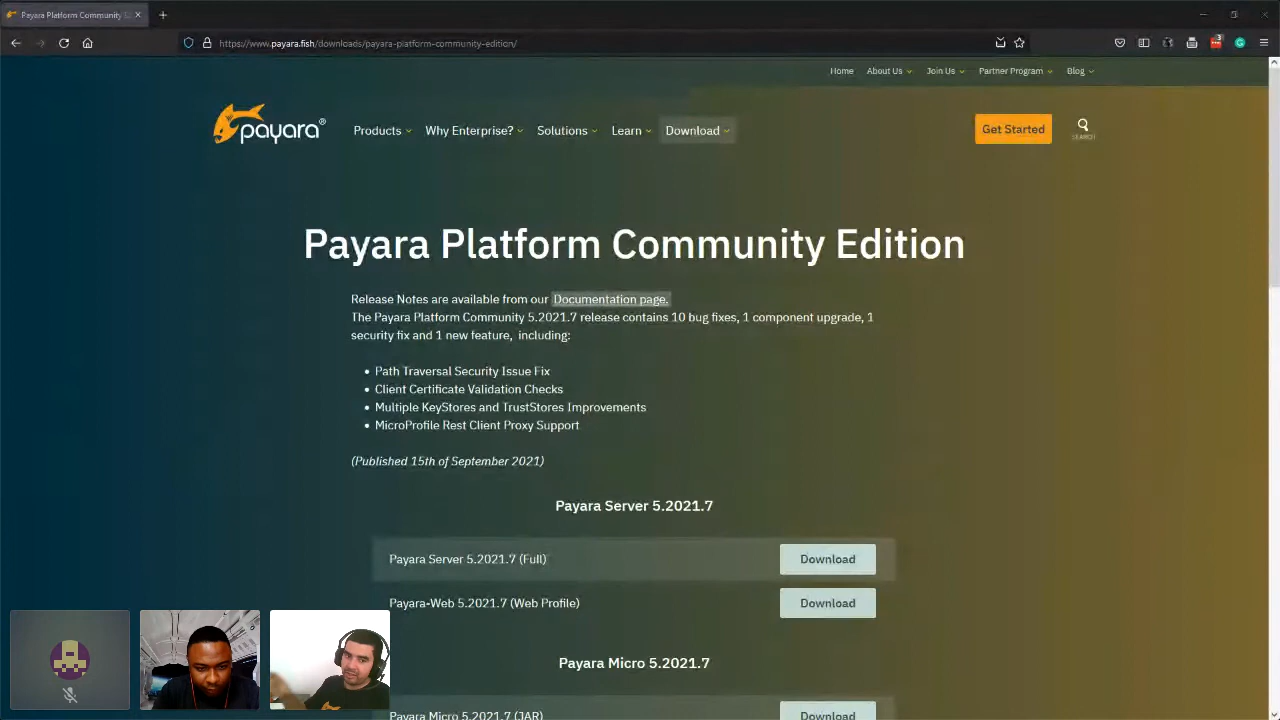 Payara Platform Community
https://www.payara.fish/downloads/payara-platform-community-edition/
3
Home About Us Join Us Partner Program Blog
payara®
Products Why Enterprise? Solutions Learn Download
Get Started
SEARCH
Payara Platform Community Edition
Release Notes are available from our Documentation page.
The Payara Platform Community 5.2021.7 release contains 10 bug fixes, 1 component upgrade, 1
security fix and 1 new feature, including:
• Path Traversal Security Issue Fix
• Client Certificate Validation Checks
• Multiple KeyStores and TrustStores Improvements
• MicroProfile Rest Client Proxy Support
(Published 15th of September 2021)
Payara Server 5.2021.7
Payara Server 5.2021.7 (Full) Download
Payara-Web 5.2021.7 (Web Profile) Download
Payara Micro 5.2021.7
Payara Micro 5.2021.7 (JAR) Download